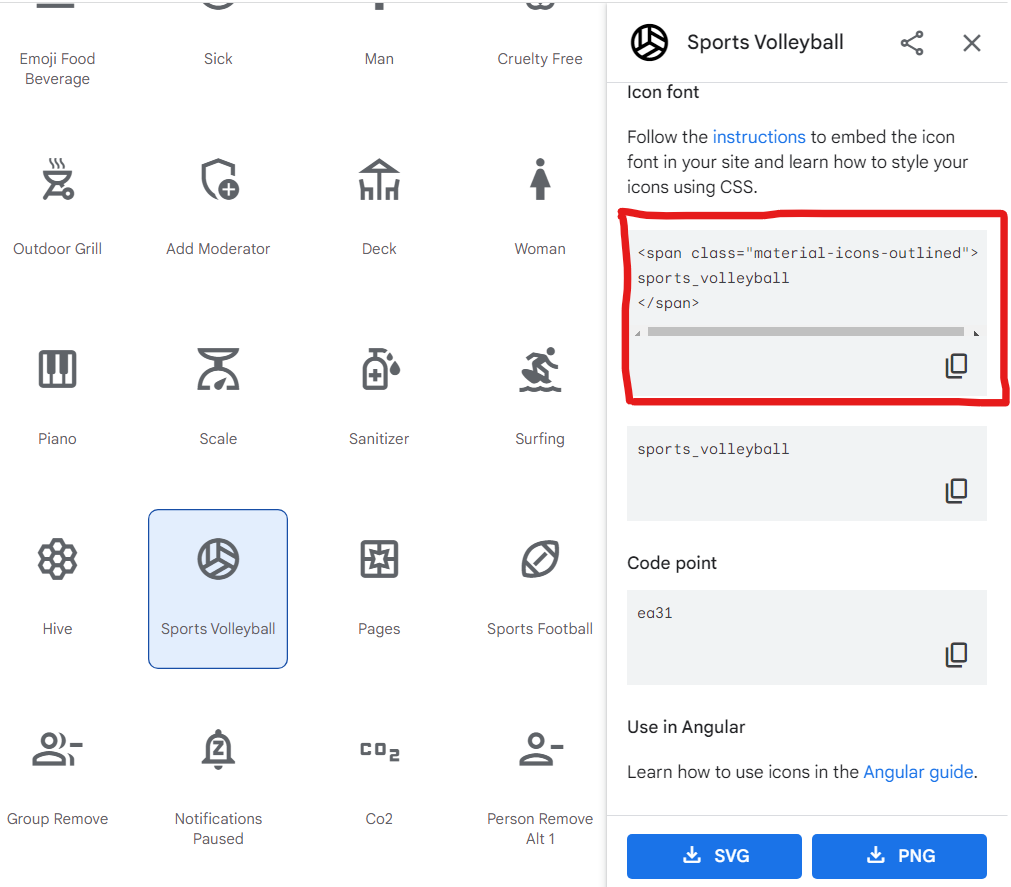 Emoji Food
Beverage
Sick
Man
Cruelty Free
Outdoor Grill
Add Moderator
Deck
Woman
Piano
Scale
Sanitizer
Surfing
Hive
Sports Volleyball
Pages
Sports Football
Z
CO2
Group Remove
Notifications
Paused
Co2
Person Remove
Alt 1
Sports Volleyball
Icon font
Follow the instructions to embed the icon
font in your site and learn how to style your
icons using CSS.
<span class="material-icons-outlined">
sports_volleyball
</span>
sports_volleyball
Code point
ea31
Use in Angular
Learn how to use icons in the Angular guide.
SVG
PNG